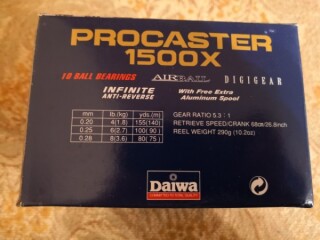 PROCASTER
1500X
10 BALL BEARINGS AIRBAIL DIGIGEAR
INFINITE
ANTI-REVERSE
With Free Extra
Aluminum Spool
mm lb.(kg) yds.(m)
0.20 4(1.8) 155(140)
0.25 6(2.7) 100(90)
0.28 8(3.6) 80(75)
GEAR RATIO 5.3 : 1
RETRIEVE SPEED/CRANK 68cm/26.8inch
REEL WEIGHT 290g (10.2oz)
Daiwa